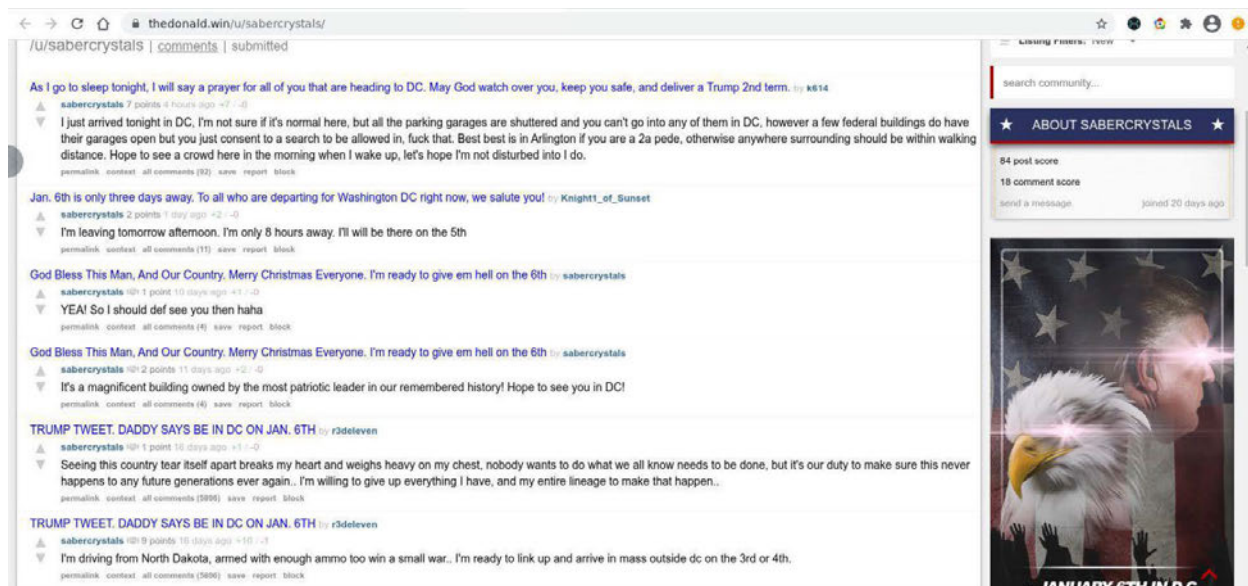 thedonald.win/u/sabercrystals/
/u/sabercrystals | comments | submitted
As I go to sleep tonight, I will say a prayer for all of you that are heading to DC. May God watch over you, keep you safe, and deliver a Trump 2nd term. by k614
sabercrystals 7 points 4 hours ago +7 / -0
I just arrived tonight in DC, I'm not sure if it's normal here, but all the parking garages are shuttered and you can't go into any of them in DC, however a few federal buildings do have
their garages open but you just consent to a search to be allowed in, fuck that. Best best is in Arlington if you are a 2a pede, otherwise anywhere surrounding should be within walking
distance. Hope to see a crowd here in the morning when I wake up, let's hope I'm not disturbed into I do.
permalink context all comments (92) save report block
Jan. 6th is only three days away. To all who are departing for Washington DC right now, we salute you! by Knight1_of_Sunset
sabercrystals 2 points 1 day ago +2 / -0
I'm leaving tomorrow afternoon. I'm only 8 hours away. I'll will be there on the 5th
permalink context all comments (11) save report block
God Bless This Man, And Our Country. Merry Christmas Everyone. I'm ready to give em hell on the 6th by sabercrystals
sabercrystals 1 point 10 days ago +1 / -0
YEA! So I should def see you then haha
permalink context all comments (4) save report block
God Bless This Man, And Our Country. Merry Christmas Everyone. I'm ready to give em hell on the 6th by sabercrystals
sabercrystals 2 points 11 days ago +2 / -0
It's a magnificent building owned by the most patriotic leader in our remembered history! Hope to see you in DC!
permalink context all comments (4) save report block
TRUMP TWEET. DADDY SAYS BE IN DC ON JAN. 6TH by r3deleven
sabercrystals 1 point 16 days ago +1 / -0
Seeing this country tear itself apart breaks my heart and weighs heavy on my chest, nobody wants to do what we all know needs to be done, but it's our duty to make sure this never
happens to any future generations ever again.. I'm willing to give up everything I have, and my entire lineage to make that happen..
permalink context all comments (5896) save report block
TRUMP TWEET. DADDY SAYS BE IN DC ON JAN. 6TH by r3deleven
sabercrystals 9 points 16 days ago +10 / -1
I'm driving from North Dakota, armed with enough ammo too win a small war.. I'm ready to link up and arrive in mass outside dc on the 3rd or 4th.
permalink context all comments (5896) save report block
Listing Filters: New
search community...
ABOUT SABERCRYSTALS
84 post score
18 comment score
send a message. joined 20 days ago
JANUARY 6TH IN D.C.